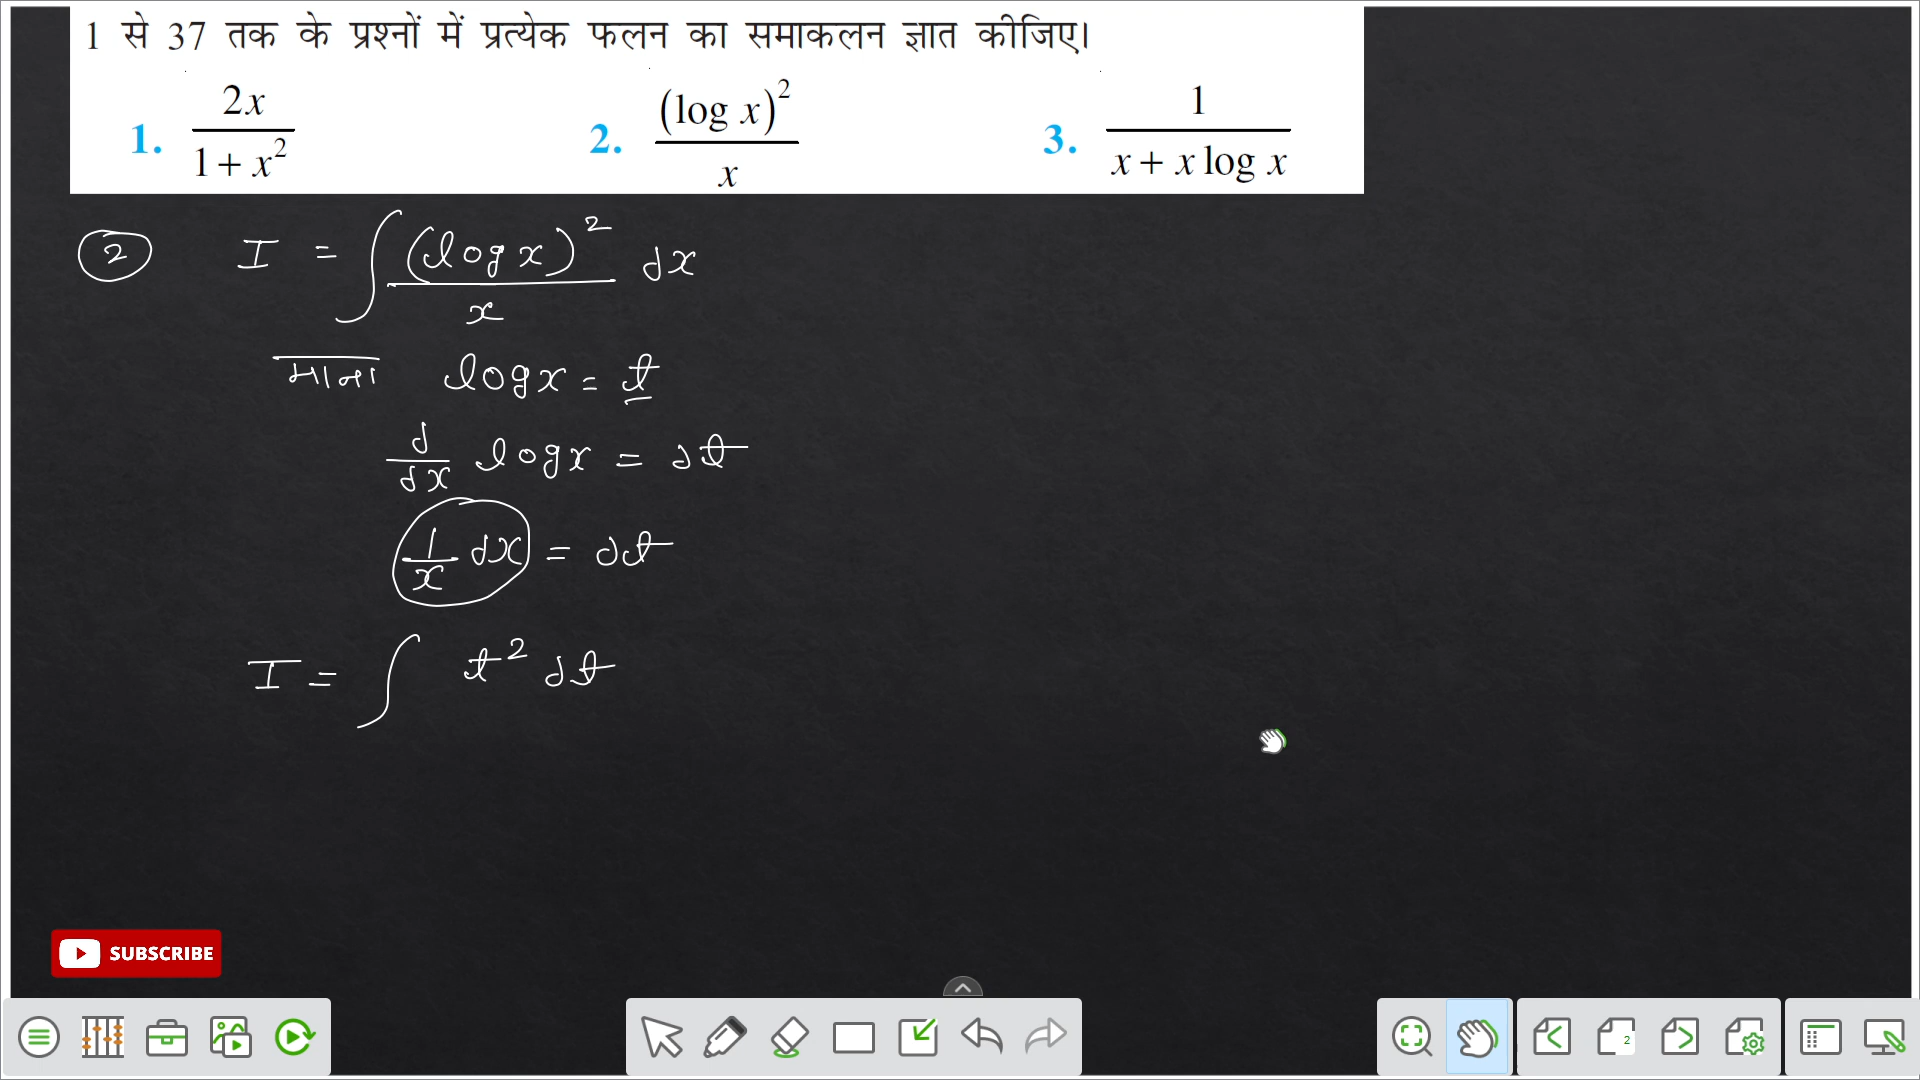 1 से 37 तक के प्रश्नों में प्रत्येक फलन का समाकलन ज्ञात कीजिए।
1. 2x / (1 + x²) 2. (log x)² / x 3. 1 / (x + x log x)
② I = ∫ (log x)² / x dx
माना log x = t
d/dx log x = dt
1/x dx = dt
I = ∫ t² dt
SUBSCRIBE
2